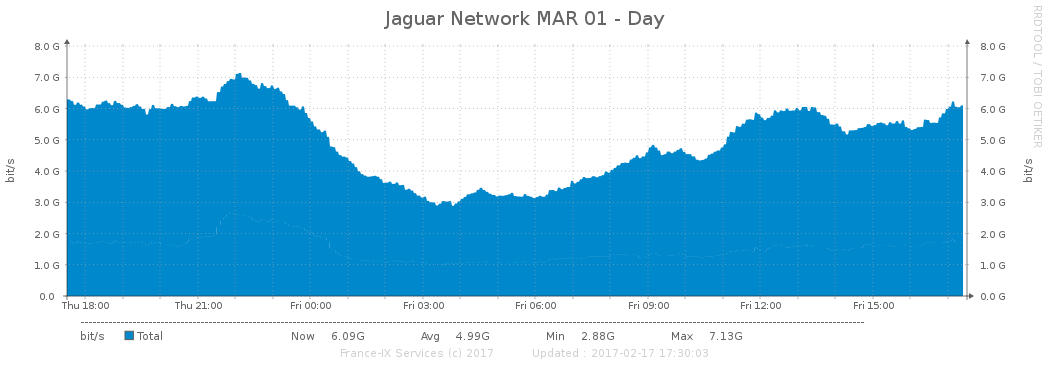 Jaguar Network MAR 01 - Day
RRDTOOL / TOBI OETIKER
8.0 G 8.0 G
7.0 G 7.0 G
6.0 G 6.0 G
5.0 G 5.0 G
4.0 G 4.0 G
3.0 G 3.0 G
2.0 G 2.0 G
1.0 G 1.0 G
0.0 0.0 G
bit/s bit/s
Thu 18:00 Thu 21:00 Fri 00:00 Fri 03:00 Fri 06:00 Fri 09:00 Fri 12:00 Fri 15:00
bit/s Total Now 6.09G Avg 4.99G Min 2.88G Max 7.13G
France-IX Services (c) 2017 Updated : 2017-02-17 17:30:03